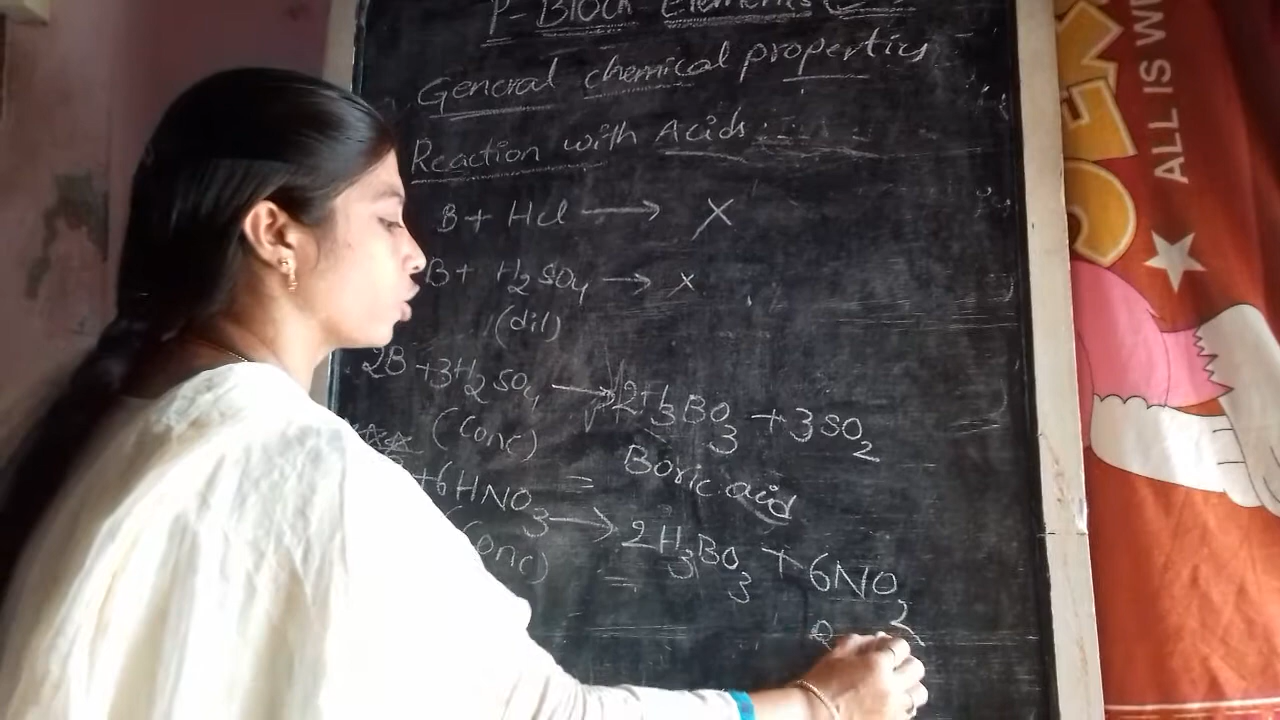 P-Block Elements
General chemical properties
Reaction with Acids:
B + Hcl → X
B + H₂SO₄ → x
(dil)
2B + 3H₂SO₄ → 2H₃BO₃ + 3SO₂
(Conc)
Boric acid
+6HNO₃ → 2H₃BO₃ + 6NO₂
(Conc)
ALL IS WE